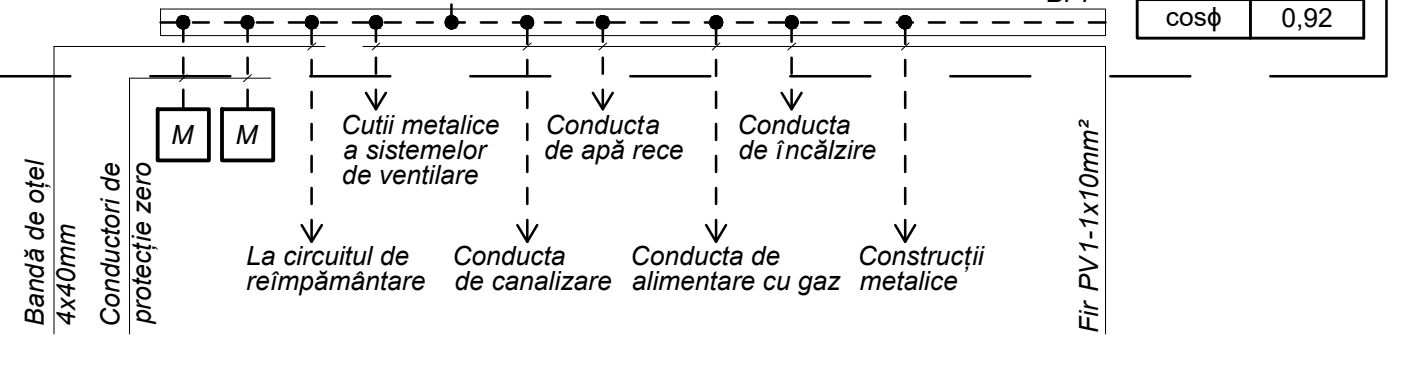 cosϕ 0,92
M M
Cutii metalice
a sistemelor
de ventilare
Conducta
de apă rece
Conducta
de încălzire
La circuitul de
reîmpământare
Conducta
de canalizare
Conducta de
alimentare cu gaz
Construcții
metalice
Bandă de oțel
4x40mm
Conductori de
protecție zero
Fir PV1-1x10mm²